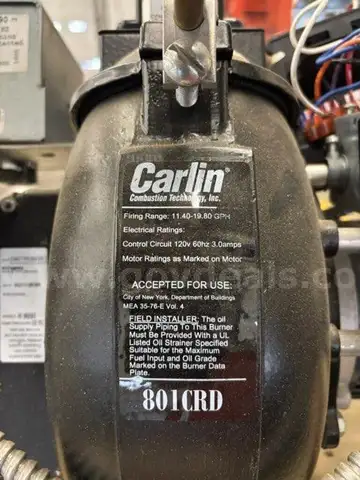 Carlin®
Combustion Technology, Inc.
Firing Range: 11.40-19.80 GPH
Electrical Ratings:
Control Circuit 120v 60hz 3.0amps
Motor Ratings as Marked on Motor
ACCEPTED FOR USE:
City of New York, Department of Buildings
MEA 35-76-E Vol. 4
FIELD INSTALLER: The oil
Supply Piping To This Burner
Must Be Provided with a UL
Listed Oil Strainer Specified
Suitable for the Maximum
Fuel Input and Oil Grade
Marked on the Burner Data
Plate.
801CRD